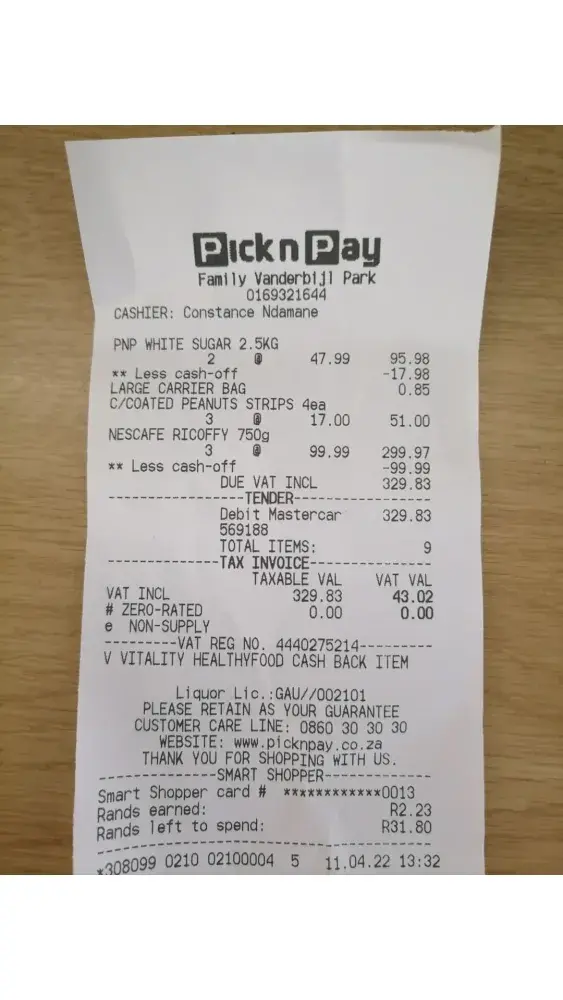 Pick n Pay
Family Vanderbijl Park
0169321644
CASHIER: Constance Ndamane
PNP WHITE SUGAR 2.5KG
2 @ 47.99 95.98
** Less cash-off -17.98
LARGE CARRIER BAG 0.85
C/COATED PEANUTS STRIPS 4ea
3 @ 17.00 51.00
NESCAFE RICOFFY 750g
3 @ 99.99 299.97
** Less cash-off -99.99
DUE VAT INCL 329.83
----------------TENDER----------------
Debit Mastercar 329.83
569188
TOTAL ITEMS: 9
-------------TAX INVOICE--------------
TAXABLE VAL VAT VAL
VAT INCL 329.83 43.02
# ZERO-RATED 0.00 0.00
e NON-SUPPLY
---------VAT REG NO. 4440275214---------
V VITALITY HEALTHYFOOD CASH BACK ITEM
Liquor Lic.:GAU//002101
PLEASE RETAIN AS YOUR GUARANTEE
CUSTOMER CARE LINE: 0860 30 30 30
WEBSITE: www.picknpay.co.za
THANK YOU FOR SHOPPING WITH US.
--------------SMART SHOPPER-------------
Smart Shopper card # ************0013
Rands earned: R2.23
Rands left to spend: R31.80
----------------------------------------
*308099 0210 02100004 5 11.04.22 13:32